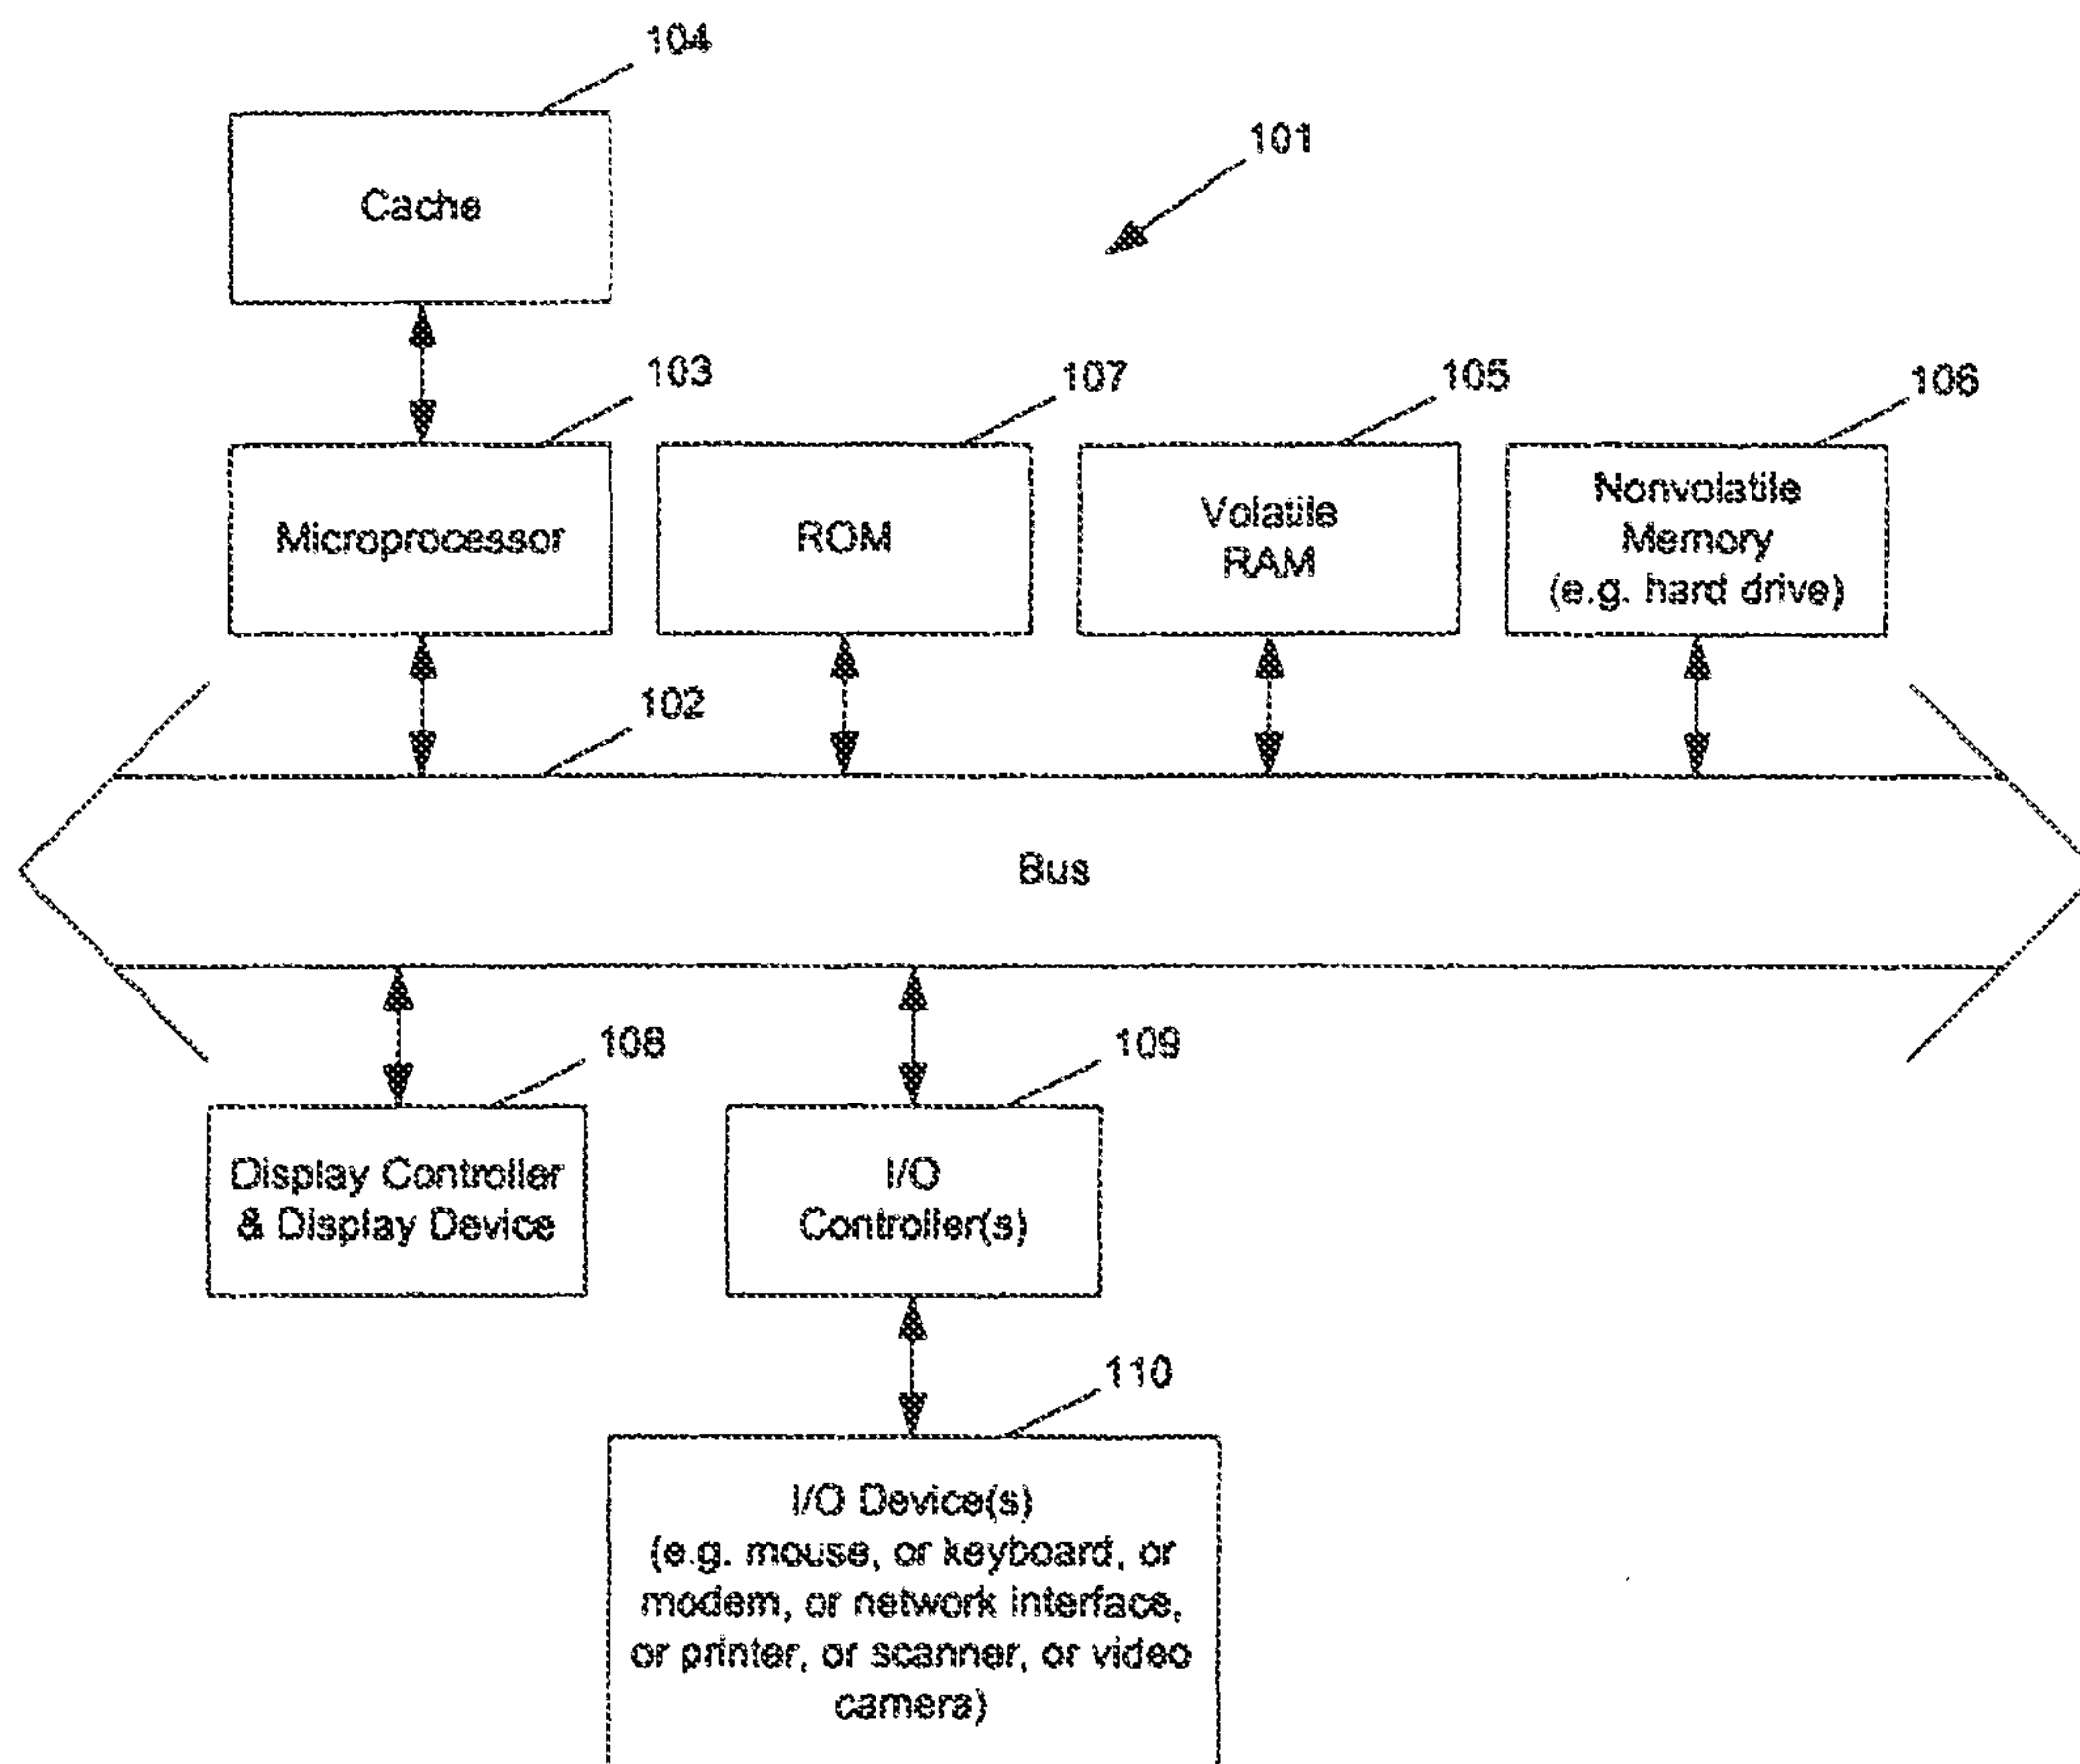 104
101
Cache
103
107
105
106
Microprocessor
ROM
Volatile
RAM
Nonvolatile
Memory
(e.g. hard drive)
102
Bus
108
109
Display Controller
& Display Device
I/O
Controller(s)
110
I/O Device(s)
(e.g. mouse, or keyboard, or
modem, or network interface,
or printer, or scanner, or video
camera)